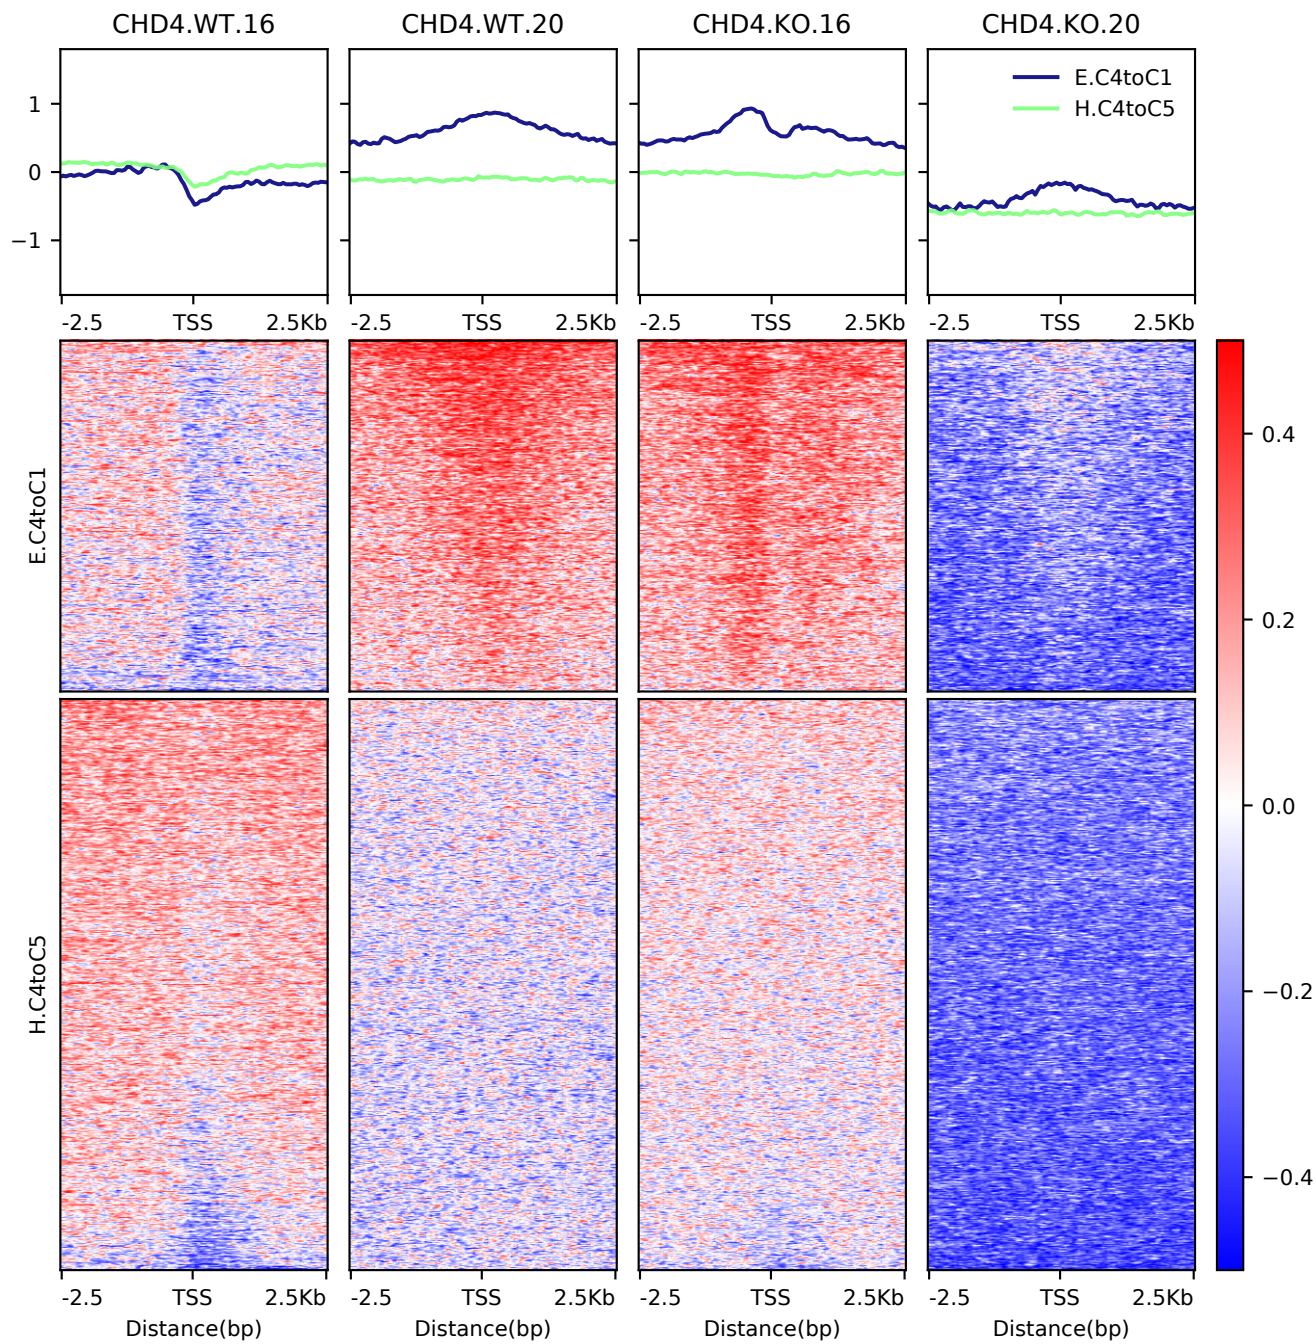 CHD4.WT.16
CHD4.WT.20
CHD4.KO.16
CHD4.KO.20
1
0
−1
E.C4toC1
H.C4toC5
-2.5 TSS 2.5Kb
-2.5 TSS 2.5Kb
-2.5 TSS 2.5Kb
-2.5 TSS 2.5Kb
E.C4toC1
H.C4toC5
0.4
0.2
0.0
−0.2
−0.4
-2.5 TSS 2.5Kb
-2.5 TSS 2.5Kb
-2.5 TSS 2.5Kb
-2.5 TSS 2.5Kb
Distance(bp)
Distance(bp)
Distance(bp)
Distance(bp)